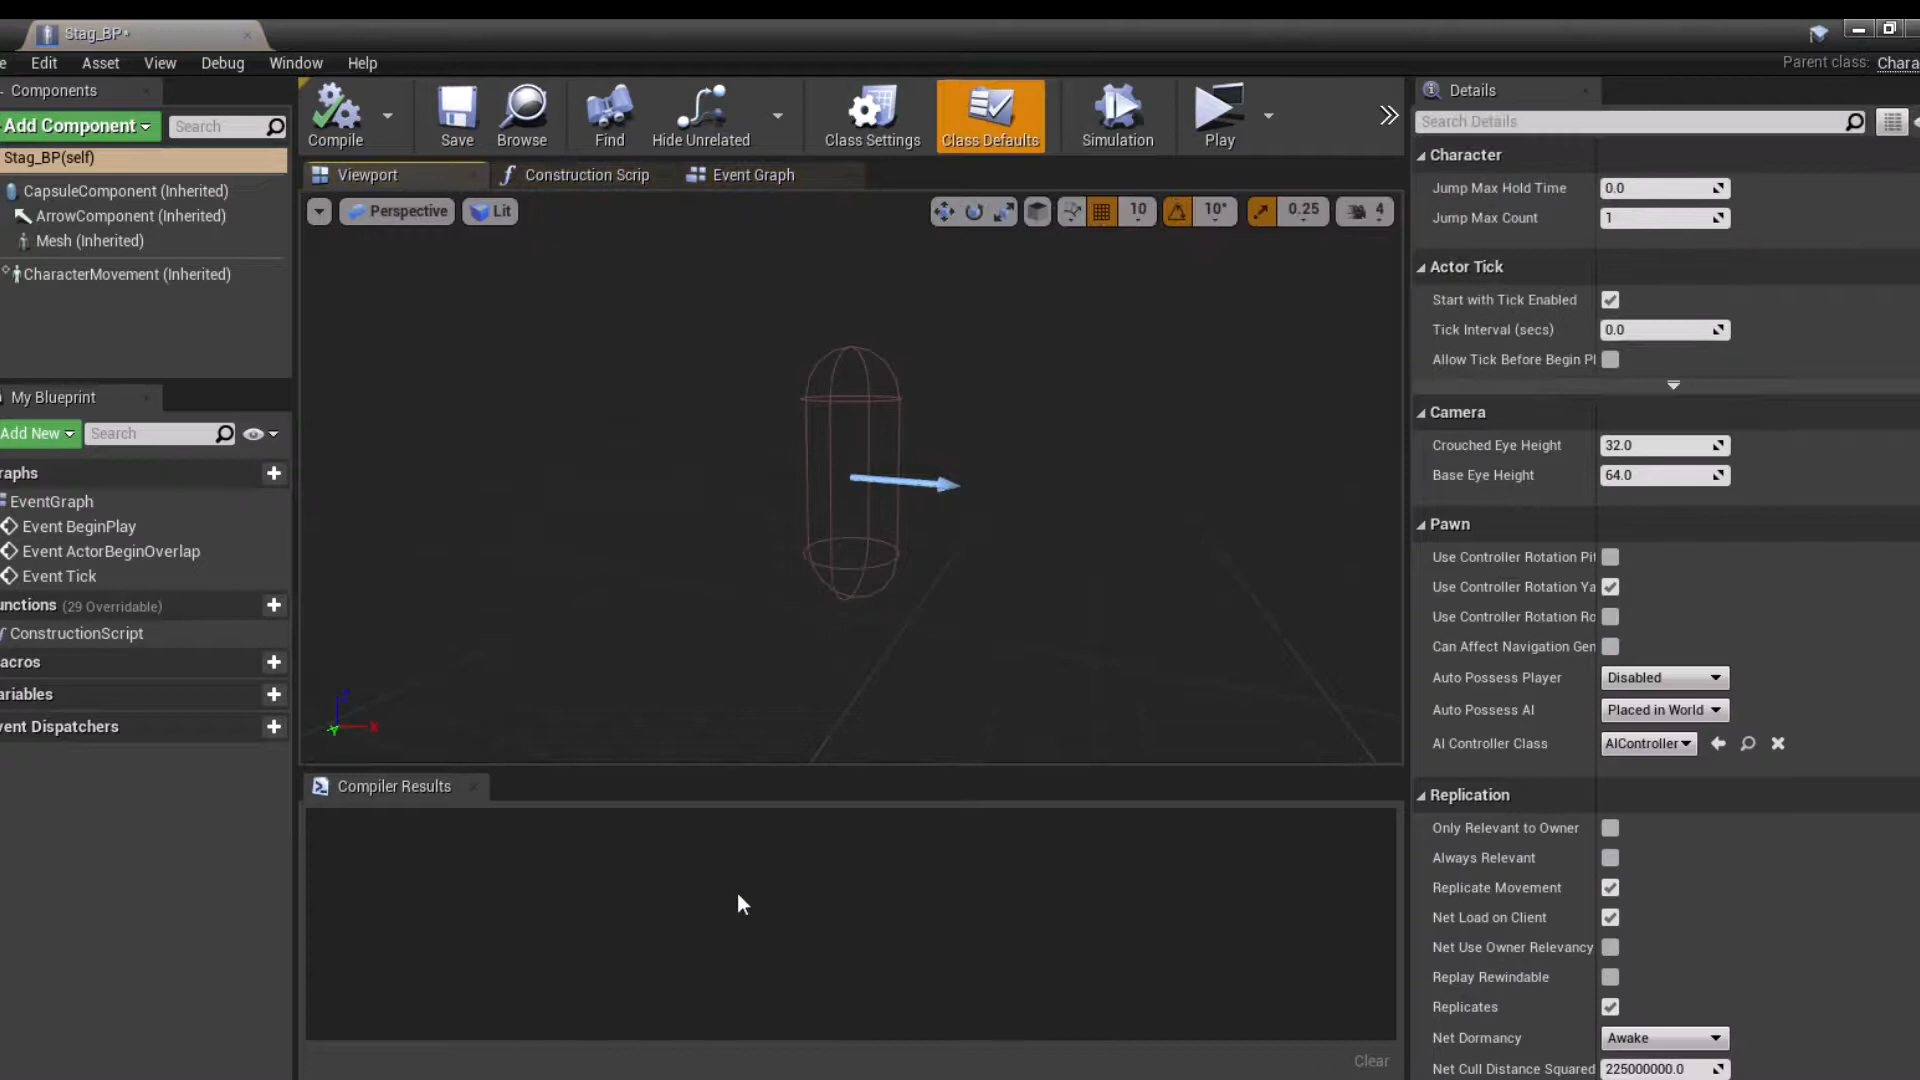 Stag_BP*
e Edit Asset View Debug Window Help
Parent class: Chara
Components
Add Component
Search
Stag_BP(self)
CapsuleComponent (Inherited)
ArrowComponent (Inherited)
Mesh (Inherited)
CharacterMovement (Inherited)
My Blueprint
Add New
Search
raphs
EventGraph
Event BeginPlay
Event ActorBeginOverlap
Event Tick
unctions (29 Overridable)
ConstructionScript
acros
ariables
vent Dispatchers
Compile
Save
Browse
Find
Hide Unrelated
Class Settings
Class Defaults
Simulation
Play
Viewport
Construction Scrip
Event Graph
Perspective
Lit
10
10°
0.25
4
Z
Y
X
Compiler Results
Clear
Details
Search Details
Character
Jump Max Hold Time 0.0
Jump Max Count 1
Actor Tick
Start with Tick Enabled
Tick Interval (secs) 0.0
Allow Tick Before Begin Pl
Camera
Crouched Eye Height 32.0
Base Eye Height 64.0
Pawn
Use Controller Rotation Pit
Use Controller Rotation Ya
Use Controller Rotation Ro
Can Affect Navigation Gen
Auto Possess Player Disabled
Auto Possess AI Placed in World
AI Controller Class AIController
Replication
Only Relevant to Owner
Always Relevant
Replicate Movement
Net Load on Client
Net Use Owner Relevancy
Replay Rewindable
Replicates
Net Dormancy Awake
Net Cull Distance Squared 225000000.0